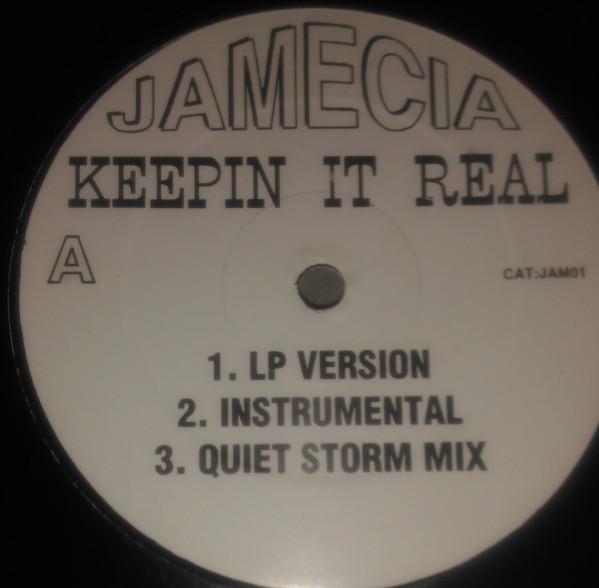 JAMECIA
KEEPIN IT REAL
A
CAT:JAM01
1. LP VERSION
2. INSTRUMENTAL
3. QUIET STORM MIX